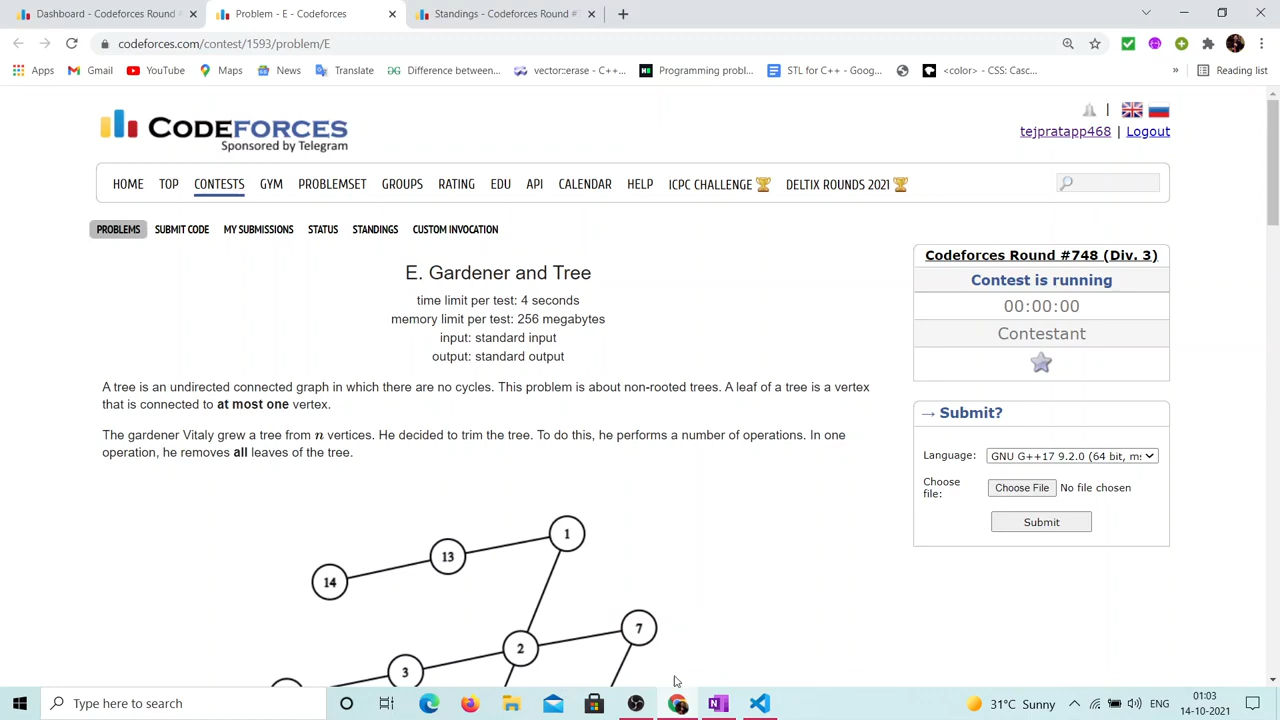 Dashboard - Codeforces Round #7
Problem - E - Codeforces
Standings - Codeforces Round #
codeforces.com/contest/1593/problem/E
Apps
Gmail
YouTube
Maps
News
Translate
Difference between...
vector::erase - C++...
Programming probl...
STL for C++ - Goog...
<color> - CSS: Casc...
»
Reading list
CODEFORCES
Sponsored by Telegram
|
tejpratapp468 | Logout
HOME TOP CONTESTS GYM PROBLEMSET GROUPS RATING EDU API CALENDAR HELP ICPC CHALLENGE DELTIX ROUNDS 2021
PROBLEMS SUBMIT CODE MY SUBMISSIONS STATUS STANDINGS CUSTOM INVOCATION
E. Gardener and Tree
time limit per test: 4 seconds
memory limit per test: 256 megabytes
input: standard input
output: standard output
A tree is an undirected connected graph in which there are no cycles. This problem is about non-rooted trees. A leaf of a tree is a vertex
that is connected to at most one vertex.
The gardener Vitaly grew a tree from n vertices. He decided to trim the tree. To do this, he performs a number of operations. In one
operation, he removes all leaves of the tree.
1
13
14
7
2
3
Codeforces Round #748 (Div. 3)
Contest is running
00:00:00
Contestant
→ Submit?
Language: GNU G++17 9.2.0 (64 bit, ms
Choose
file:
Choose File No file chosen
Submit
Type here to search
31°C Sunny
ENG
01:03
14-10-2021